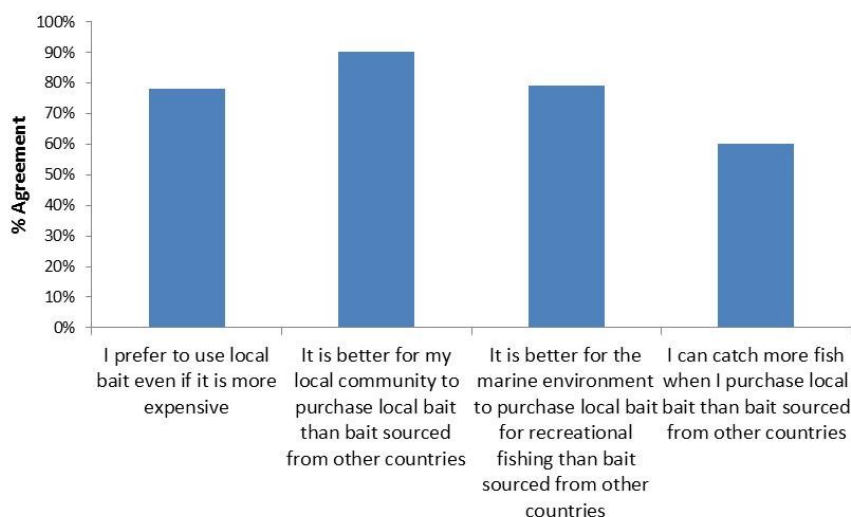 100%
90%
80%
70%
60%
50%
40%
30%
20%
10%
0%
% Agreement
I prefer to use local
bait even if it is more
expensive
It is better for my
local community to
purchase local bait
than bait sourced
from other countries
It is better for the
marine environment
to purchase local bait
for recreational
fishing than bait
sourced from other
countries
I can catch more fish
when I purchase local
bait than bait sourced
from other countries